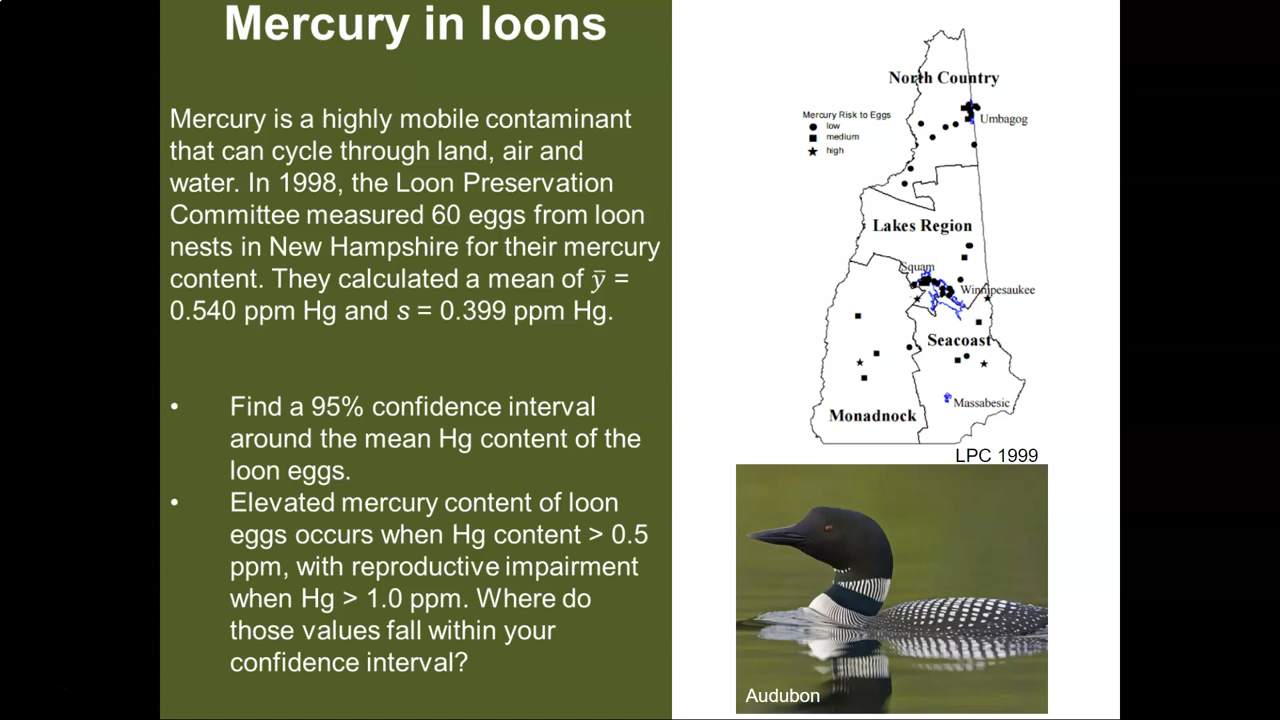 Mercury in loons
Mercury is a highly mobile contaminant
that can cycle through land, air and
water. In 1998, the Loon Preservation
Committee measured 60 eggs from loon
nests in New Hampshire for their mercury
content. They calculated a mean of ȳ =
0.540 ppm Hg and s = 0.399 ppm Hg.
• Find a 95% confidence interval
around the mean Hg content of the
loon eggs.
• Elevated mercury content of loon
eggs occurs when Hg content > 0.5
ppm, with reproductive impairment
when Hg > 1.0 ppm. Where do
those values fall within your
confidence interval?
North Country
Mercury Risk to Eggs
low
medium
high
Umbagog
Lakes Region
Squam
Winnipesaukee
Seacoast
Massabesic
Monadnock
LPC 1999
Audubon